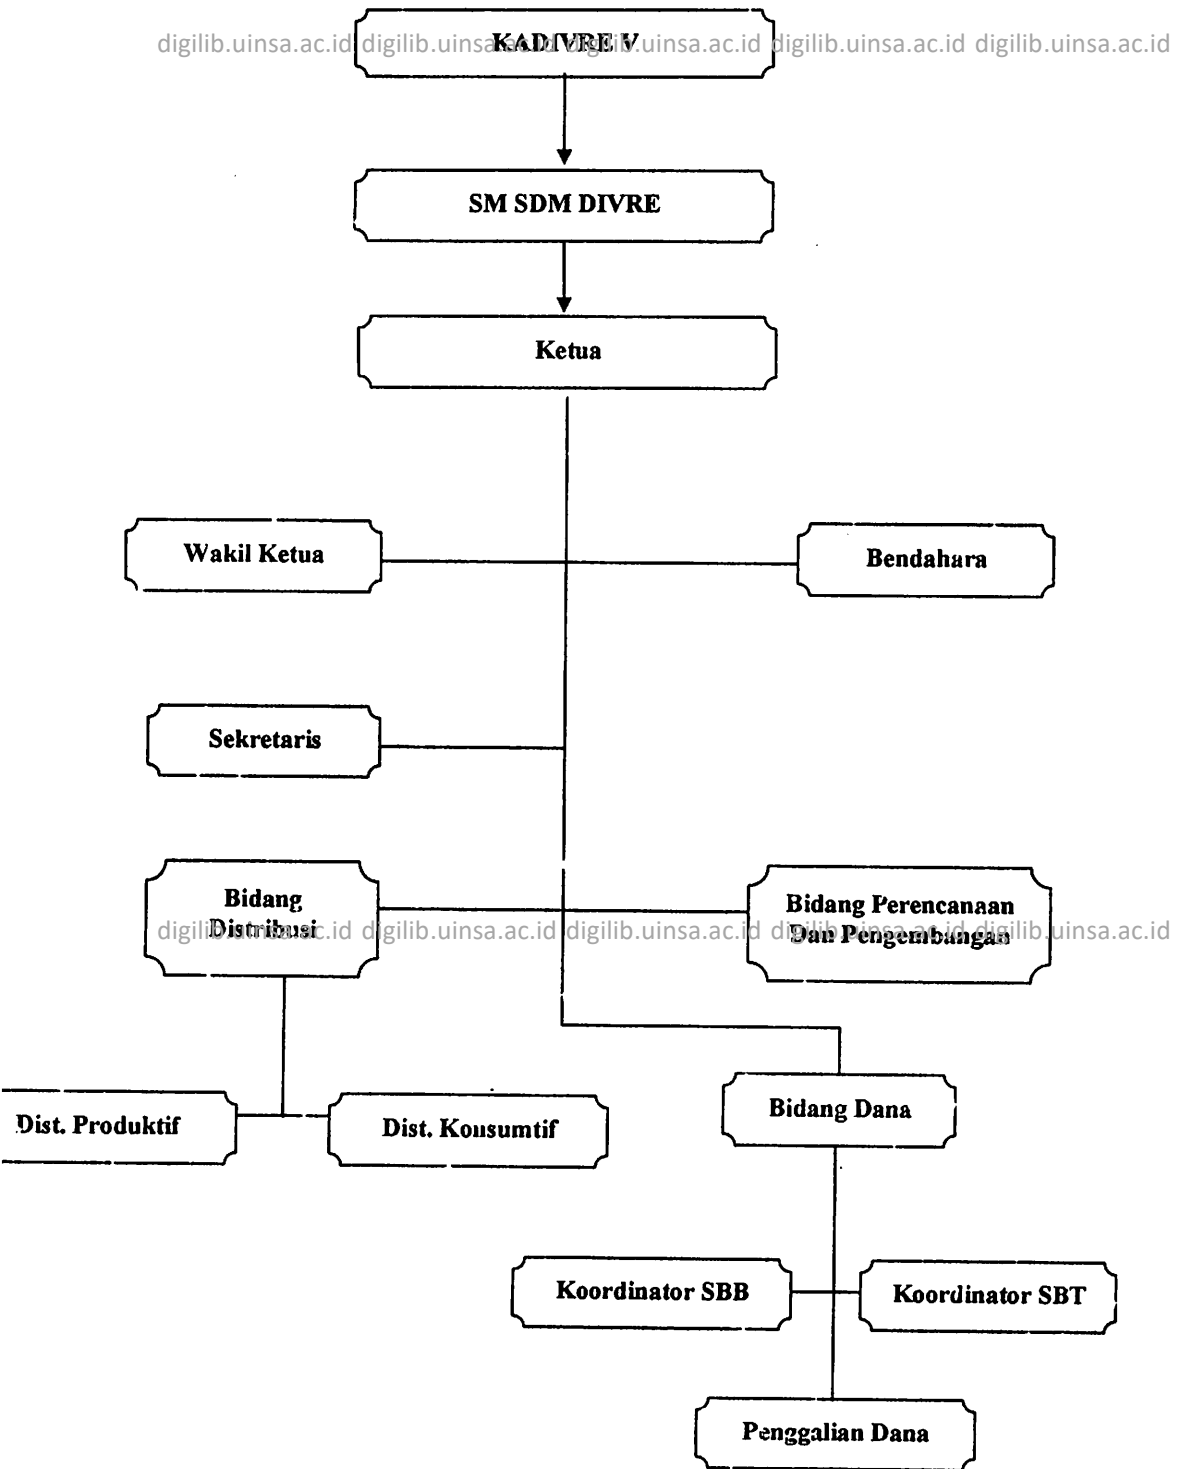 digilib.uinsa.ac.id digilib.uinsa.ac.id digilib.uinsa.ac.id digilib.uinsa.ac.id digilib.uinsa.ac.id
KADIVRE V
SM SDM DIVRE
Ketua
Wakil Ketua
Bendahara
Sekretaris
Bidang
Distribusi
Bidang Perencanaan
Dan Pengembangan
digilib.uinsa.ac.id digilib.uinsa.ac.id digilib.uinsa.ac.id digilib.uinsa.ac.id digilib.uinsa.ac.id
Dist. Produktif
Dist. Konsumtif
Bidang Dana
Koordinator SBB
Koordinator SBT
Penggalian Dana